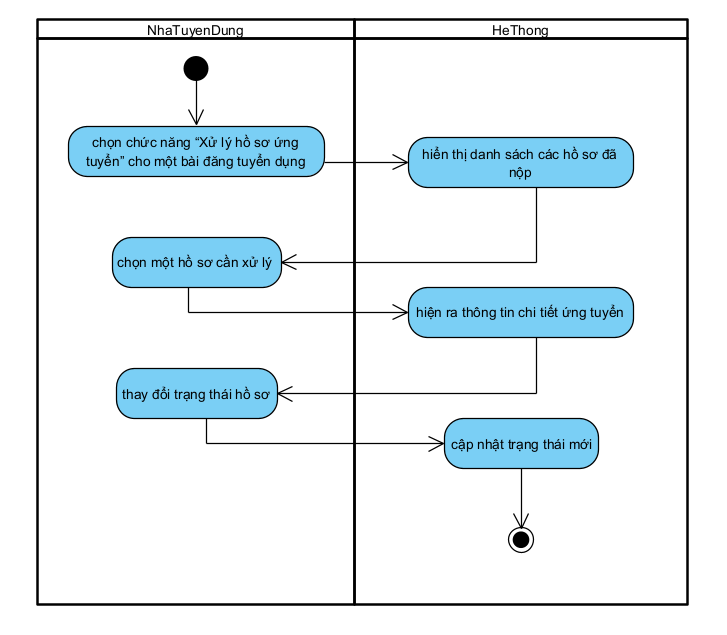 NhaTuyenDung
HeThong
chọn chức năng “Xử lý hồ sơ ứng
tuyển” cho một bài đăng tuyển dụng
hiển thị danh sách các hồ sơ đã
nộp
chọn một hồ sơ cần xử lý
hiện ra thông tin chi tiết ứng tuyển
thay đổi trạng thái hồ sơ
cập nhật trạng thái mới